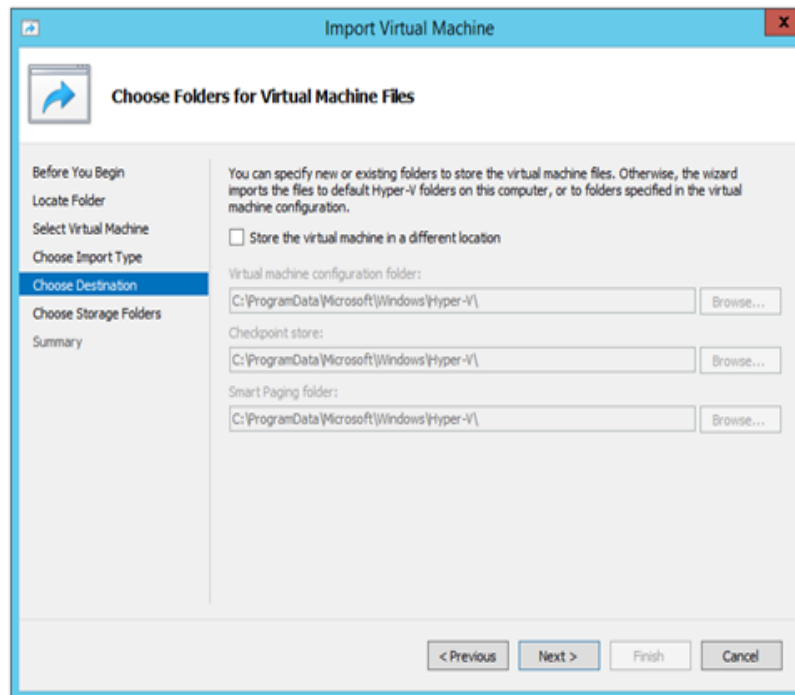 Import Virtual Machine
x
Choose Folders for Virtual Machine Files
Before You Begin
Locate Folder
Select Virtual Machine
Choose Import Type
Choose Destination
Choose Storage Folders
Summary
You can specify new or existing folders to store the virtual machine files. Otherwise, the wizard
imports the files to default Hyper-V folders on this computer, or to folders specified in the virtual
machine configuration.
Store the virtual machine in a different location
Virtual machine configuration folder:
C:\ProgramData\Microsoft\Windows\Hyper-V\ Browse...
Checkpoint store:
C:\ProgramData\Microsoft\Windows\Hyper-V\ Browse...
Smart Paging folder:
C:\ProgramData\Microsoft\Windows\Hyper-V\ Browse...
< Previous Next > Finish Cancel